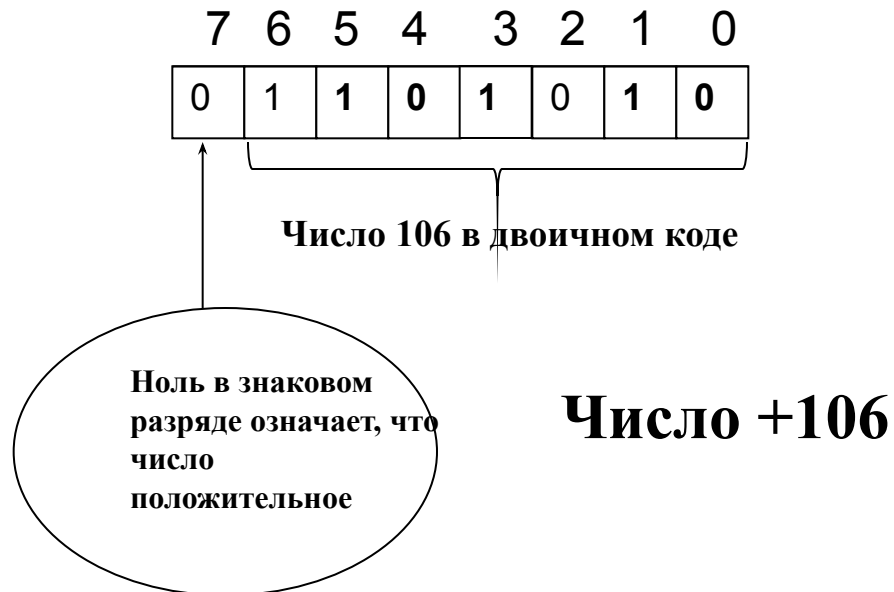 7 6 5 4 3 2 1 0
0 1 1 0 1 0 1 0
Число 106 в двоичном коде
Ноль в знаковом
разряде означает, что
число
положительное
Число +106